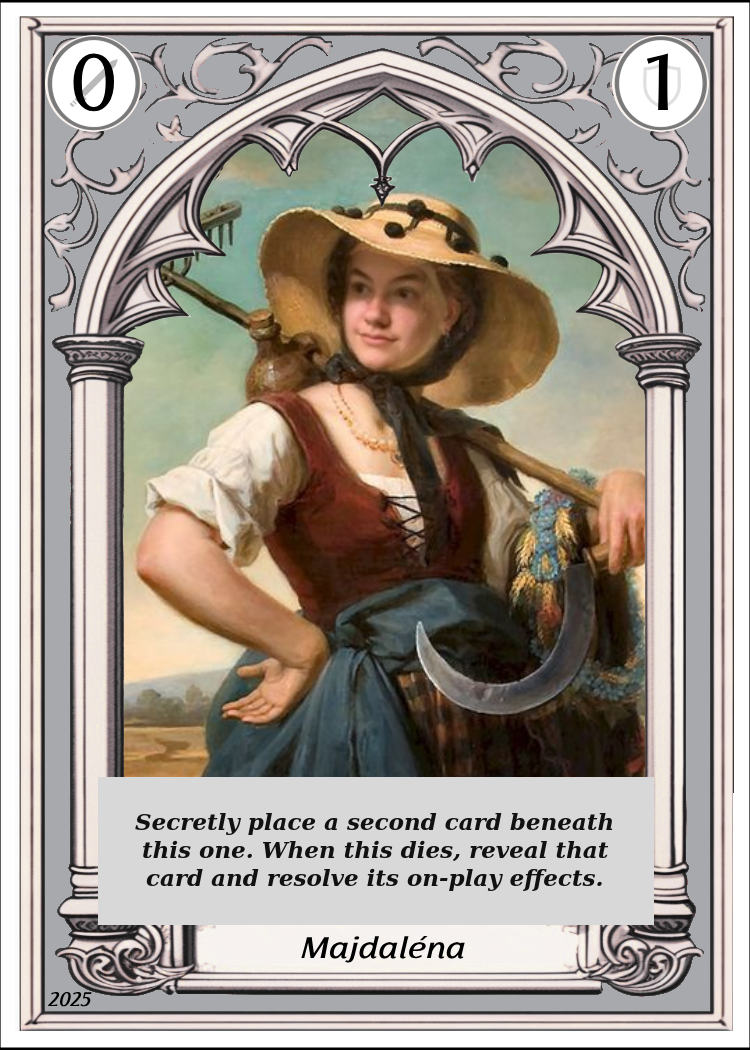 0
1
Secretly place a second card beneath
this one. When this dies, reveal that
card and resolve its on-play effects.
Majdaléna
2025